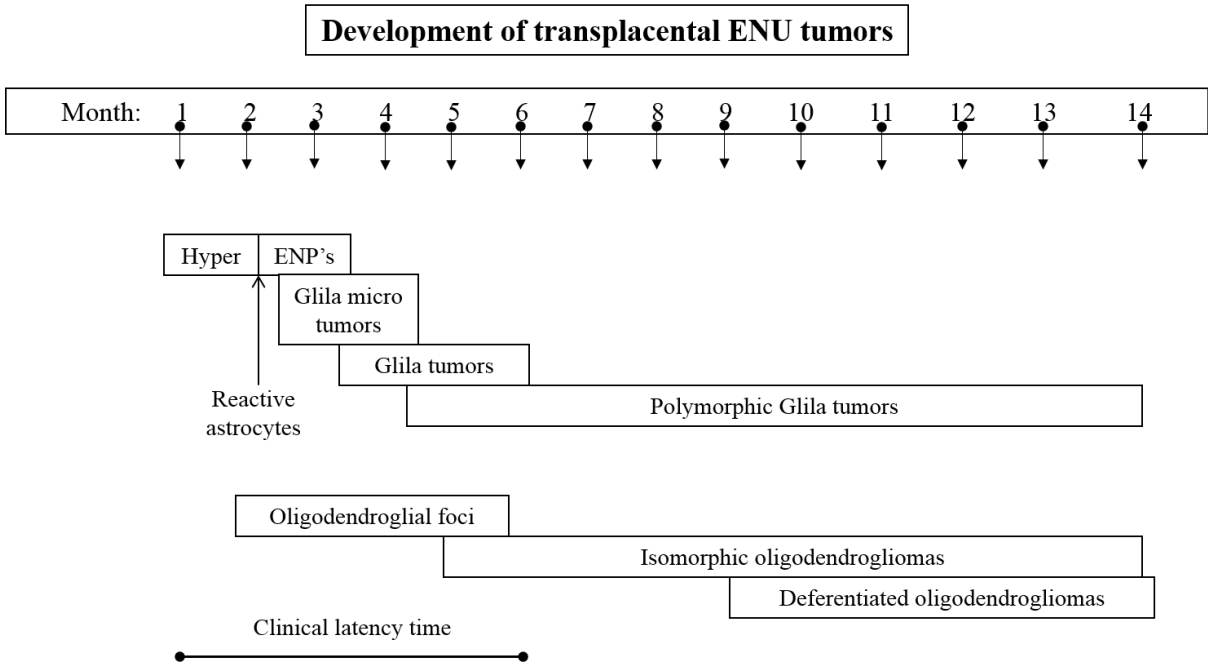 Development of transplacental ENU tumors
Month: 1 2 3 4 5 6 7 8 9 10 11 12 13 14
Hyper ENP's
Glila micro
tumors
Glila tumors
Reactive
astrocytes
Polymorphic Glila tumors
Oligodendroglial foci
Isomorphic oligodendrogliomas
Deferentiated oligodendrogliomas
Clinical latency time